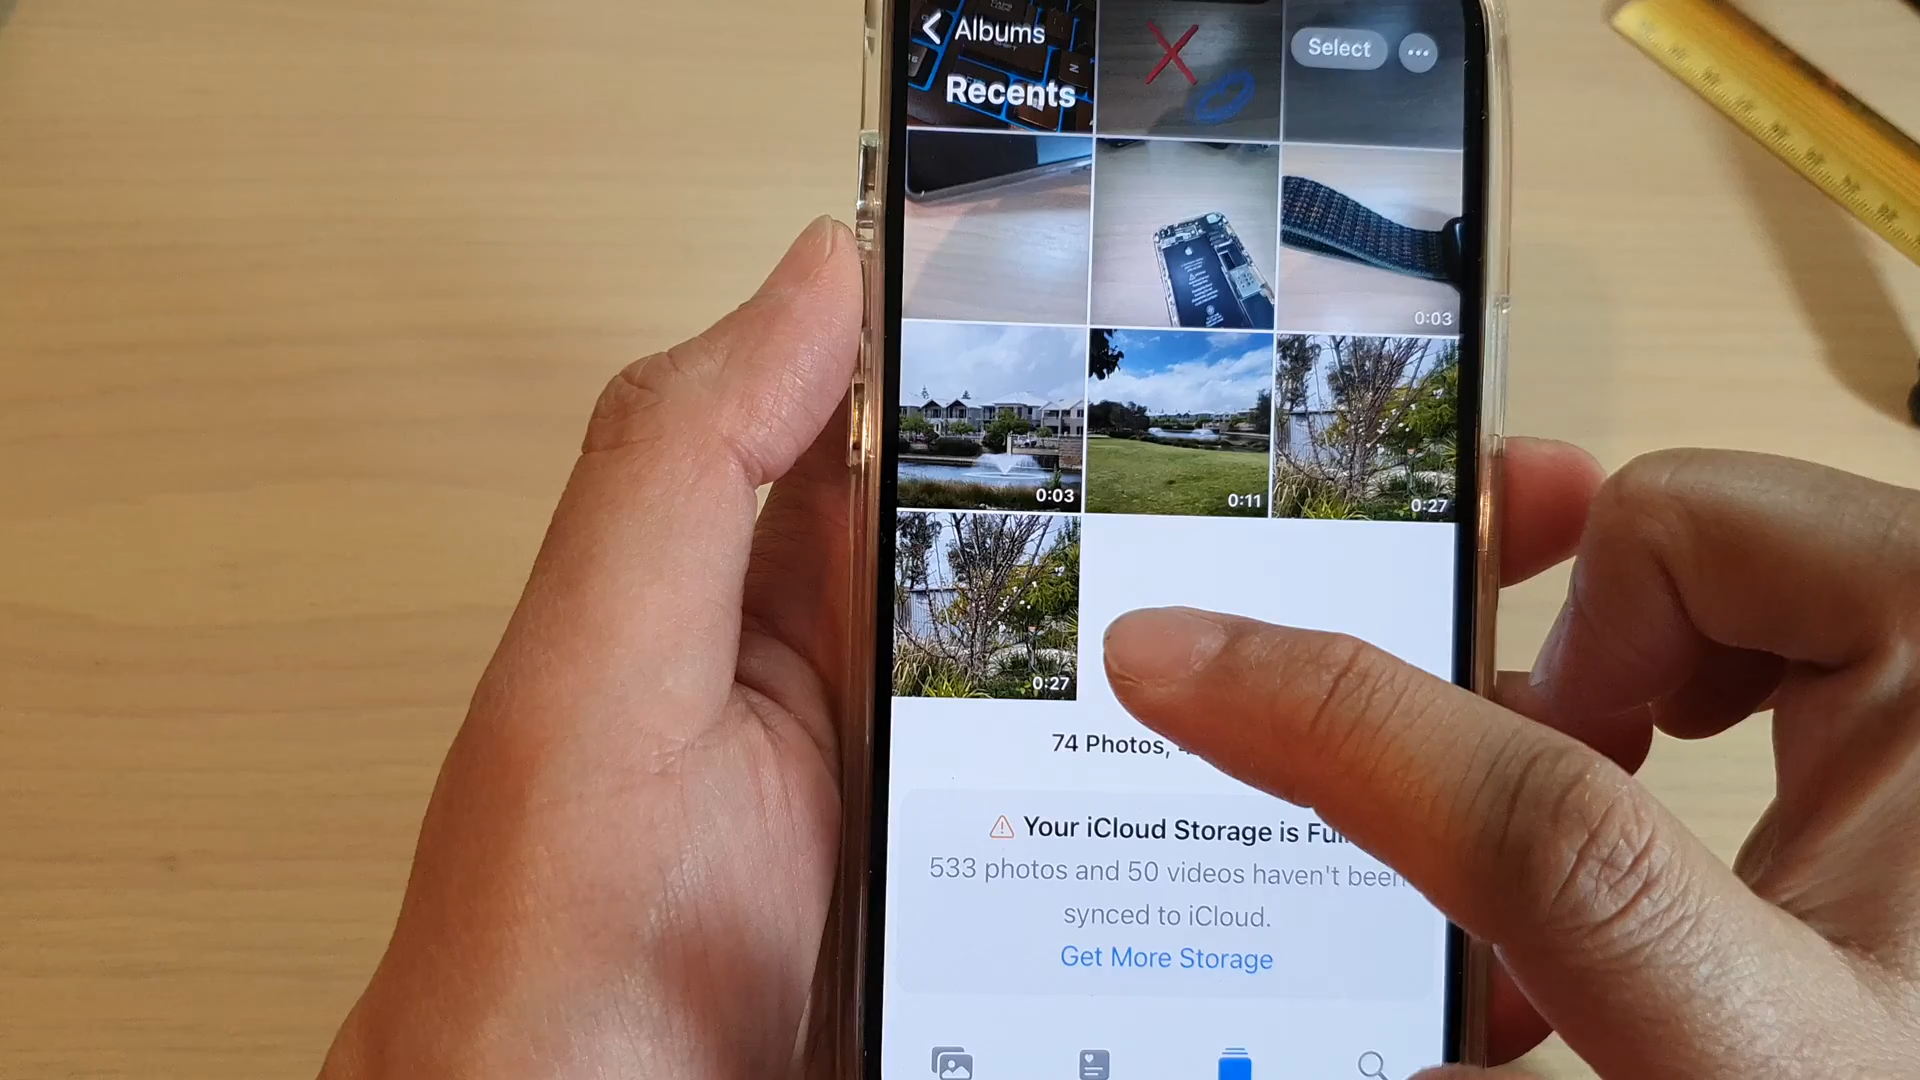 Albums
Select
Recents
0:03
0:03
0:11
0:27
0:27
74 Photos,
Your iCloud Storage is Full
533 photos and 50 videos haven't been
synced to iCloud.
Get More Storage